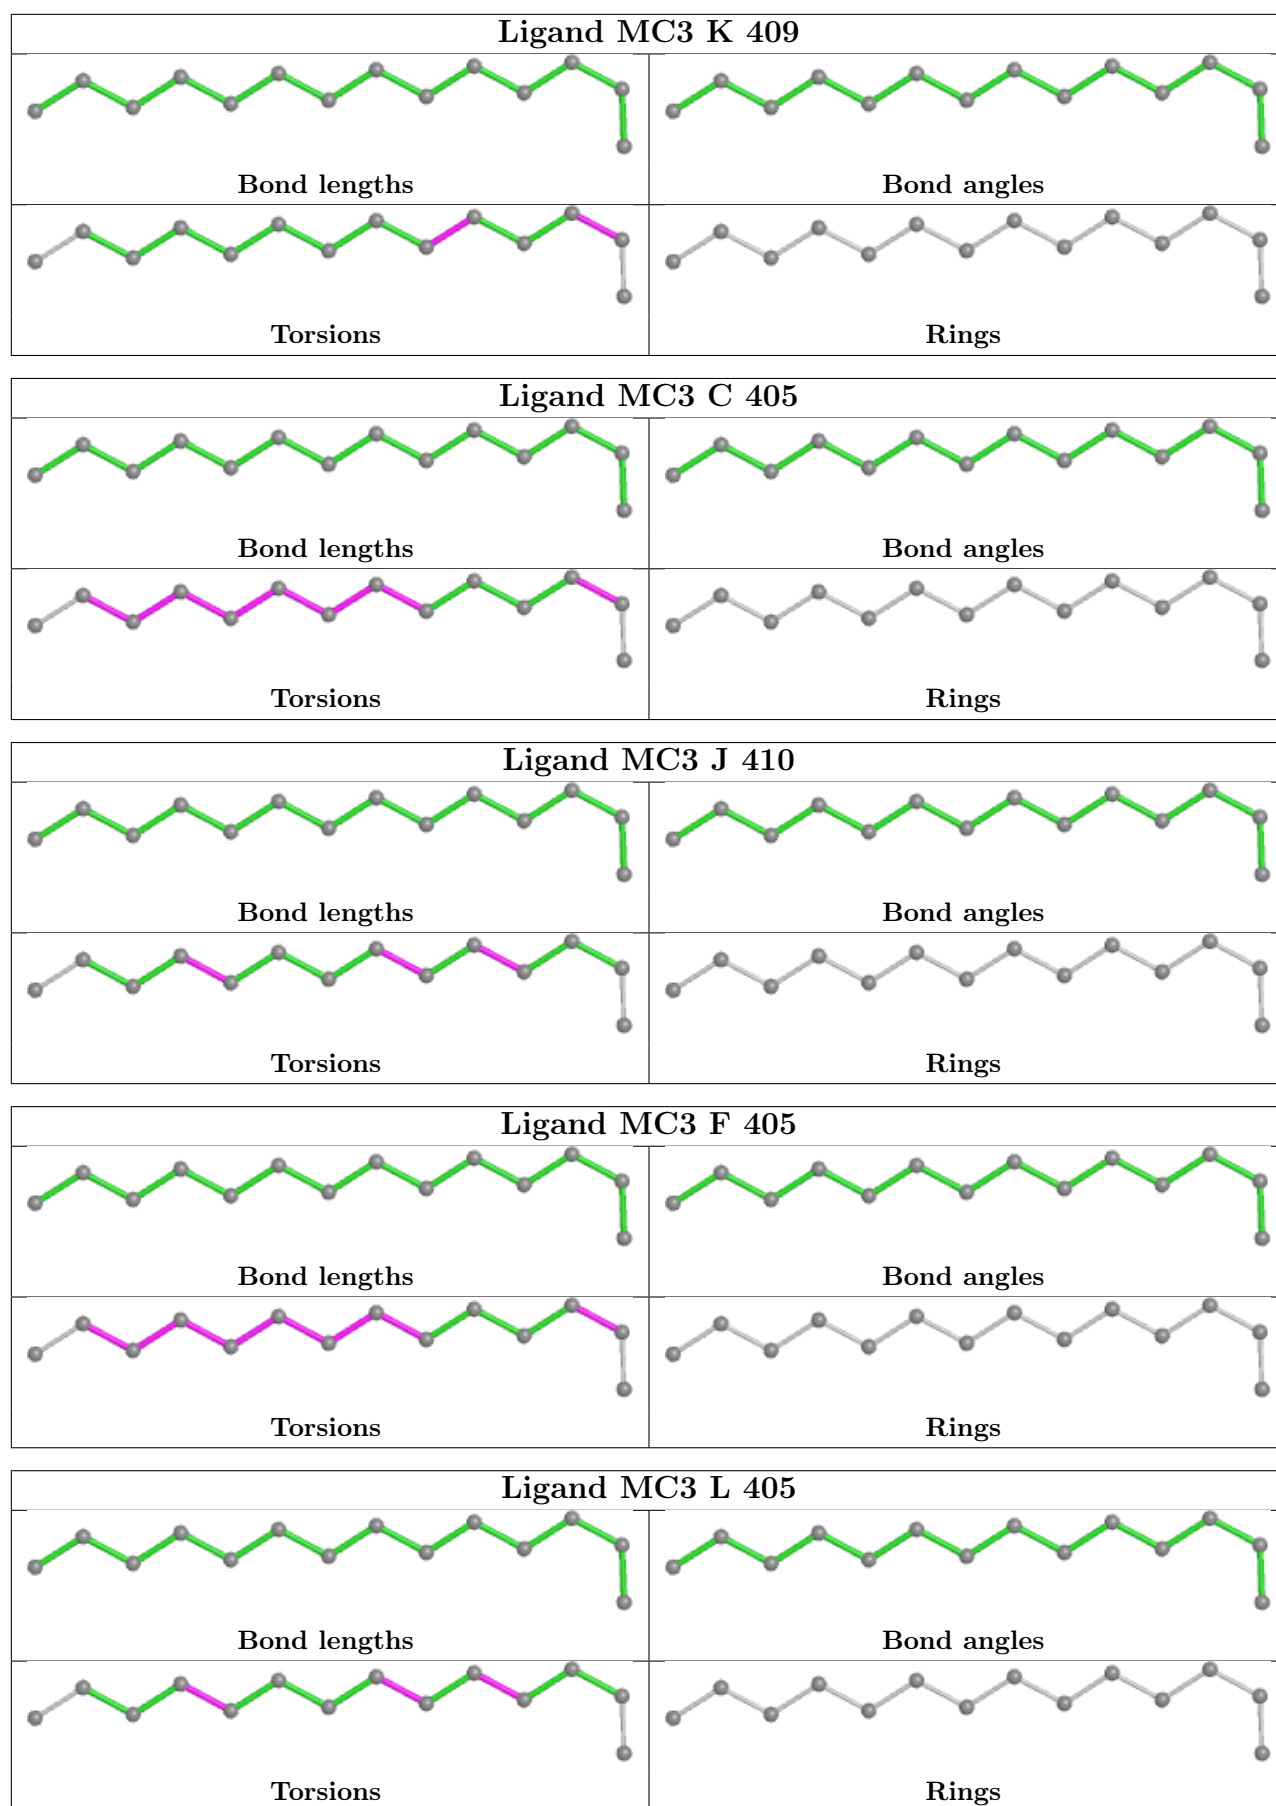 Ligand MC3 K 409
Bond lengths
Bond angles
Torsions
Rings
Ligand MC3 C 405
Bond lengths
Bond angles
Torsions
Rings
Ligand MC3 J 410
Bond lengths
Bond angles
Torsions
Rings
Ligand MC3 F 405
Bond lengths
Bond angles
Torsions
Rings
Ligand MC3 L 405
Bond lengths
Bond angles
Torsions
Rings